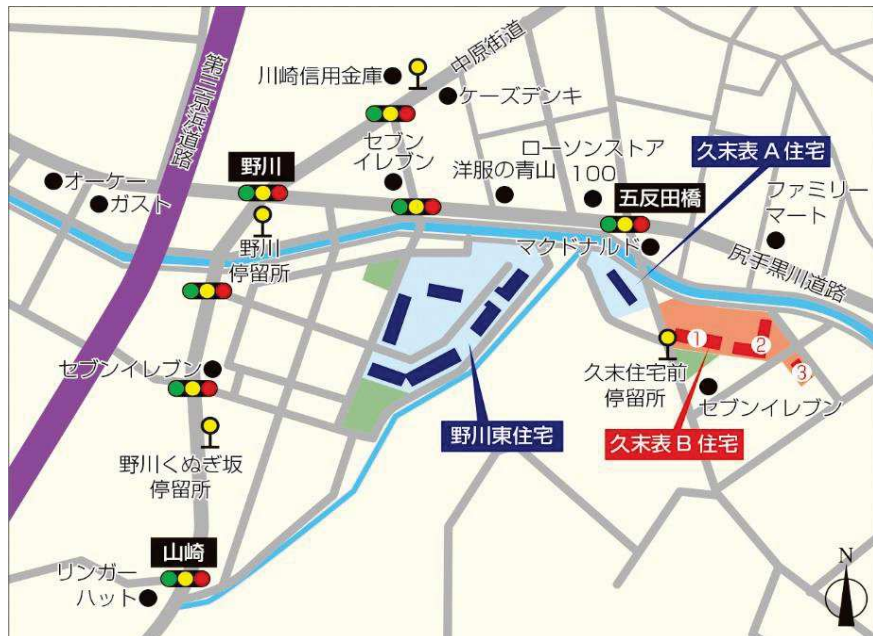 第三京浜道路
川崎信用金庫
中原街道
ケーズデンキ
セブン
イレブン
洋服の青山
ローソンストア
100
久末表A住宅
オーケー
ガスト
野川
五反田橋
ファミリー
マート
野川
停留所
マクドナルド
尻手黒川道路
セブンイレブン
1
2
3
久末住宅前
停留所
セブンイレブン
野川東住宅
久末表B住宅
野川くぬぎ坂
停留所
山崎
リンガー
ハット
N